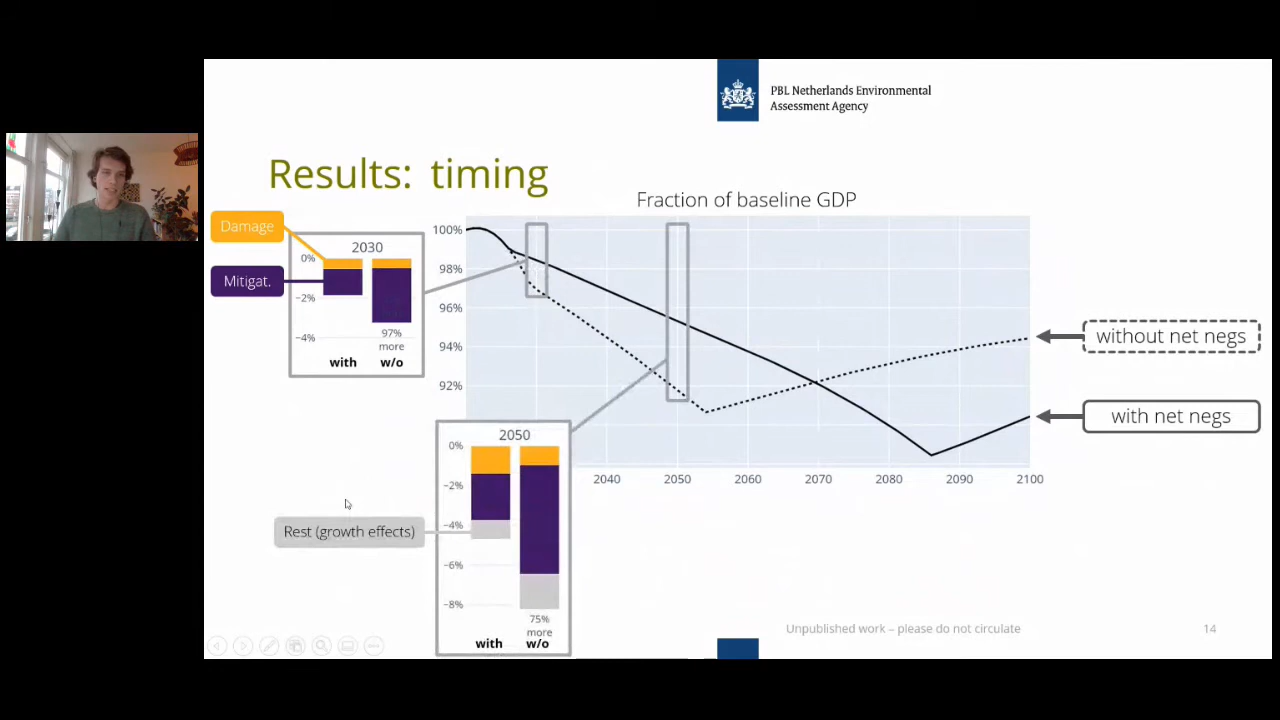 PBL Netherlands Environmental
Assessment Agency
Results: timing
Fraction of baseline GDP
Damage
Mitigat.
2030
0%
−2%
−4%
97%
more
with
w/o
100%
98%
96%
94%
92%
2040
2050
2060
2070
2080
2090
2100
without net negs
with net negs
2050
0%
−2%
−4%
−6%
−8%
Rest (growth effects)
75%
more
with
w/o
Unpublished work – please do not circulate
14